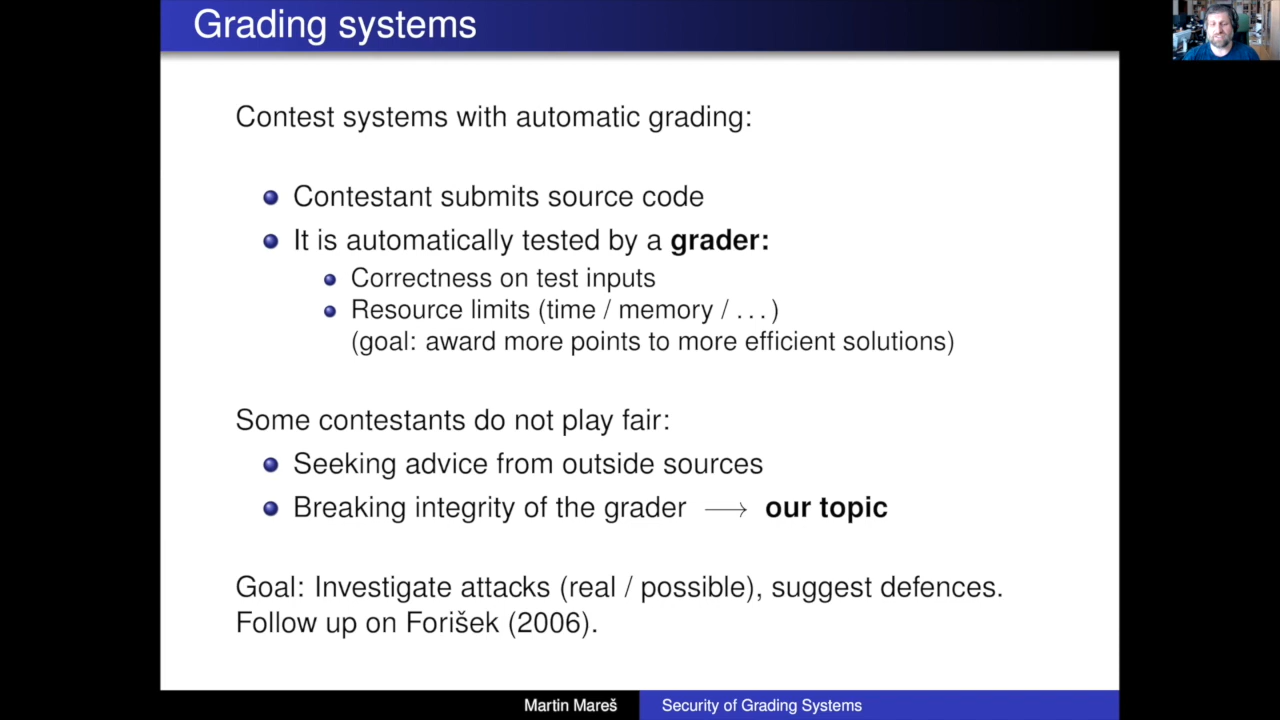 Grading systems
Contest systems with automatic grading:
Contestant submits source code
It is automatically tested by a grader:
Correctness on test inputs
Resource limits (time / memory / . . . )
(goal: award more points to more efficient solutions)
Some contestants do not play fair:
Seeking advice from outside sources
Breaking integrity of the grader ⟶ our topic
Goal: Investigate attacks (real / possible), suggest defences.
Follow up on Forišek (2006).
Martin Mareš
Security of Grading Systems